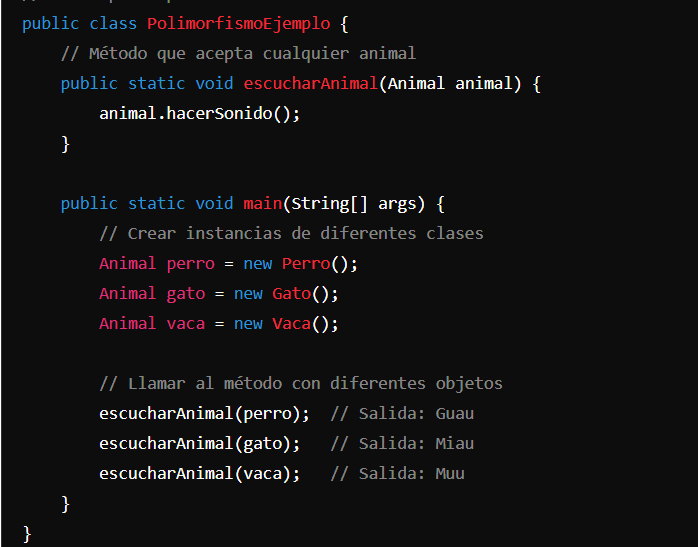 public class PolimorfismoEjemplo {
    // Método que acepta cualquier animal
    public static void escucharAnimal(Animal animal) {
        animal.hacerSonido();
    }

    public static void main(String[] args) {
        // Crear instancias de diferentes clases
        Animal perro = new Perro();
        Animal gato = new Gato();
        Animal vaca = new Vaca();

        // Llamar al método con diferentes objetos
        escucharAnimal(perro);  // Salida: Guau
        escucharAnimal(gato);   // Salida: Miau
        escucharAnimal(vaca);   // Salida: Muu
    }
}